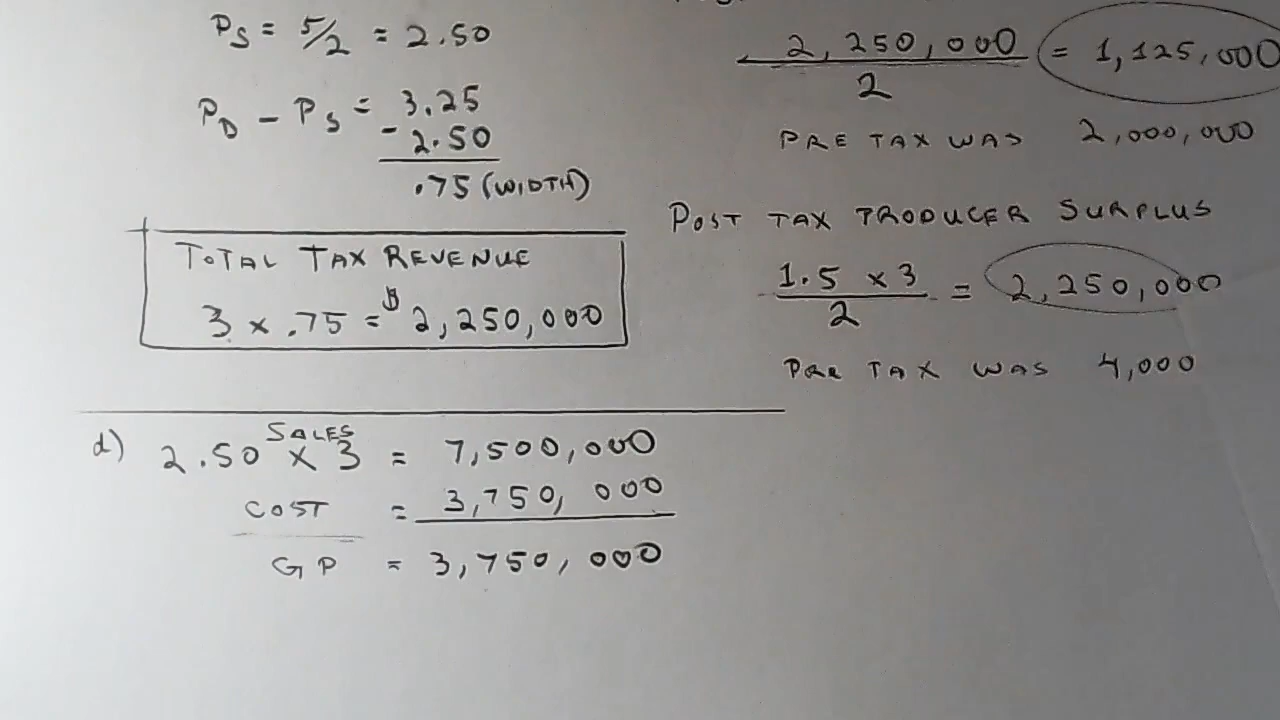 PS = 5/2 = 2.50
PD - PS = 3.25
- 2.50
.75 (WIDTH)
TOTAL TAX REVENUE
3 x .75 = $2,250,000
2,250,000 = 1,125,000
2
PRE TAX WAS 2,000,000
POST TAX TRODUCER SURPLUS
1.5 x 3 = 2,250,000
2
PRE TAX WAS 4,000
d) 2.50 SALES x 3 = 7,500,000
COST = 3,750,000
GP = 3,750,000